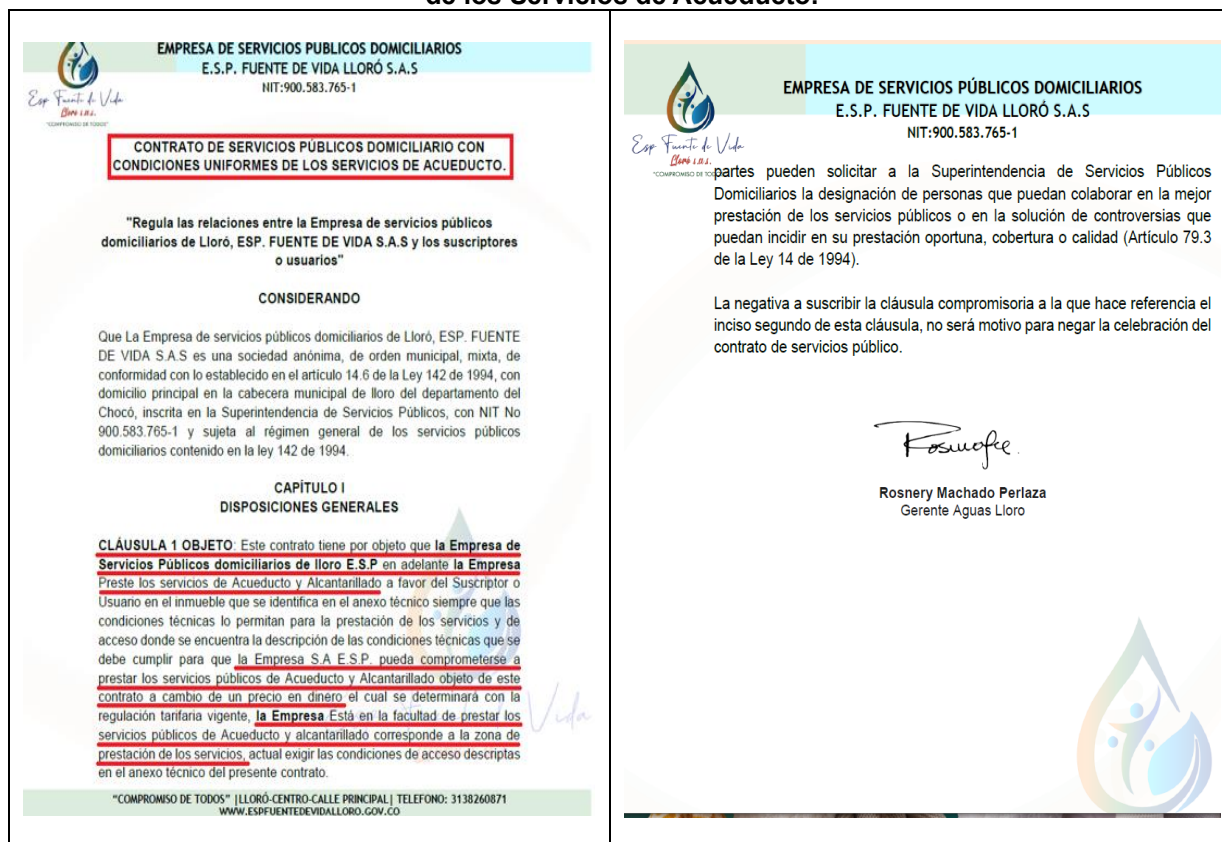 de los Servicios de Acueducto.
EMPRESA DE SERVICIOS PUBLICOS DOMICILIARIOS
E.S.P. FUENTE DE VIDA LLORÓ S.A.S
NIT:900.583.765-1
Esp Fuente de Vida
Lloró s.a.s.
"COMPROMISO DE TODOS"
CONTRATO DE SERVICIOS PÚBLICOS DOMICILIARIO CON
CONDICIONES UNIFORMES DE LOS SERVICIOS DE ACUEDUCTO.
"Regula las relaciones entre la Empresa de servicios públicos
domiciliarios de Lloró, ESP. FUENTE DE VIDA S.A.S y los suscriptores
o usuarios"
CONSIDERANDO
Que La Empresa de servicios públicos domiciliarios de Lloró, ESP. FUENTE
DE VIDA S.A.S es una sociedad anónima, de orden municipal, mixta, de
conformidad con lo establecido en el artículo 14.6 de la Ley 142 de 1994, con
domicilio principal en la cabecera municipal de lloro del departamento del
Chocó, inscrita en la Superintendencia de Servicios Públicos, con NIT No
900.583.765-1 y sujeta al régimen general de los servicios públicos
domiciliarios contenido en la ley 142 de 1994.
CAPÍTULO I
DISPOSICIONES GENERALES
CLÁUSULA 1 OBJETO: Este contrato tiene por objeto que la Empresa de
Servicios Públicos domiciliarios de lloro E.S.P en adelante la Empresa
Preste los servicios de Acueducto y Alcantarillado a favor del Suscriptor o
Usuario en el inmueble que se identifica en el anexo técnico siempre que las
condiciones técnicas lo permitan para la prestación de los servicios y de
acceso donde se encuentra la descripción de las condiciones técnicas que se
debe cumplir para que la Empresa S.A E.S.P. pueda comprometerse a
prestar los servicios públicos de Acueducto y Alcantarillado objeto de este
contrato a cambio de un precio en dinero el cual se determinará con la
regulación tarifaria vigente, la Empresa Está en la facultad de prestar los
servicios públicos de Acueducto y alcantarillado corresponde a la zona de
prestación de los servicios, actual exigir las condiciones de acceso descriptas
en el anexo técnico del presente contrato.
Vida
"COMPROMISO DE TODOS" |LLORÓ-CENTRO-CALLE PRINCIPAL| TELEFONO: 3138260871
WWW.ESPFUENTEDEVIDALLORO.GOV.CO
EMPRESA DE SERVICIOS PÚBLICOS DOMICILIARIOS
E.S.P. FUENTE DE VIDA LLORÓ S.A.S
NIT:900.583.765-1
Esp Fuente de Vida
Lloró s.a.s.
"COMPROMISO DE TO
partes pueden solicitar a la Superintendencia de Servicios Públicos
Domiciliarios la designación de personas que puedan colaborar en la mejor
prestación de los servicios públicos o en la solución de controversias que
puedan incidir en su prestación oportuna, cobertura o calidad (Artículo 79.3
de la Ley 14 de 1994).
La negativa a suscribir la cláusula compromisoria a la que hace referencia el
inciso segundo de esta cláusula, no será motivo para negar la celebración del
contrato de servicios público.
Rosnery Machado Perlaza
Gerente Aguas Lloro